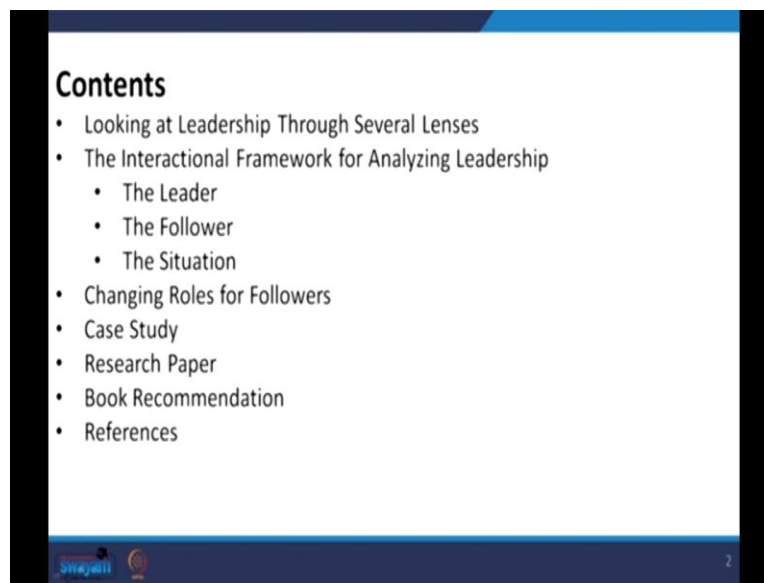 Contents
• Looking at Leadership Through Several Lenses
• The Interactional Framework for Analyzing Leadership
• The Leader
• The Follower
• The Situation
• Changing Roles for Followers
• Case Study
• Research Paper
• Book Recommendation
• References
swayam
2